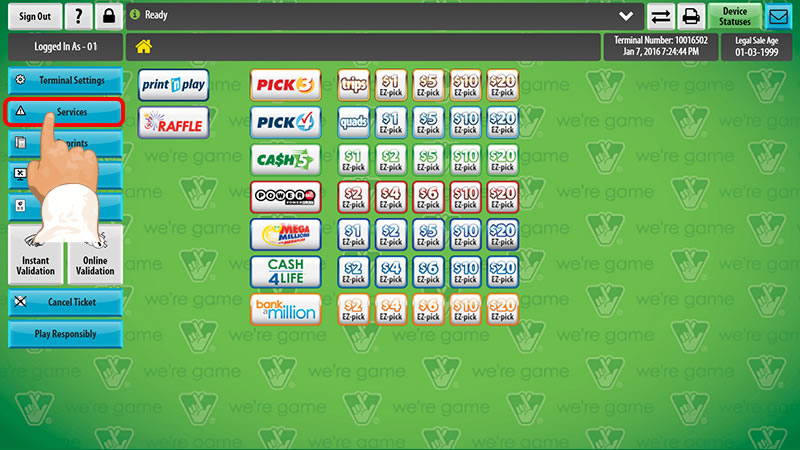 Sign Out
?
Ready
Device
Statuses
Logged In As - 01
Terminal Number: 10016502
Jan 7, 2016 7:24:44 PM
Legal Sale Age
01-03-1999
Terminal Settings
Services
Instant
Validation
Online
Validation
Cancel Ticket
Play Responsibly
print 'n play
RAFFLE
PICK 3
trips
$1
EZ-pick
$5
EZ-pick
$10
EZ-pick
$20
EZ-pick
PICK 4
quads
$1
EZ-pick
$5
EZ-pick
$10
EZ-pick
$20
EZ-pick
CA$H 5
$1
EZ-pick
$2
EZ-pick
$5
EZ-pick
$10
EZ-pick
$20
EZ-pick
POWERBALL
$2
EZ-pick
$4
EZ-pick
$6
EZ-pick
$10
EZ-pick
$20
EZ-pick
MEGA
MILLIONS
$1
EZ-pick
$2
EZ-pick
$5
EZ-pick
$10
EZ-pick
$20
EZ-pick
CASH
4LIFE
$2
EZ-pick
$4
EZ-pick
$6
EZ-pick
$10
EZ-pick
$20
EZ-pick
bank
a million
$2
EZ-pick
$4
EZ-pick
$6
EZ-pick
$10
EZ-pick
$20
EZ-pick
we're game